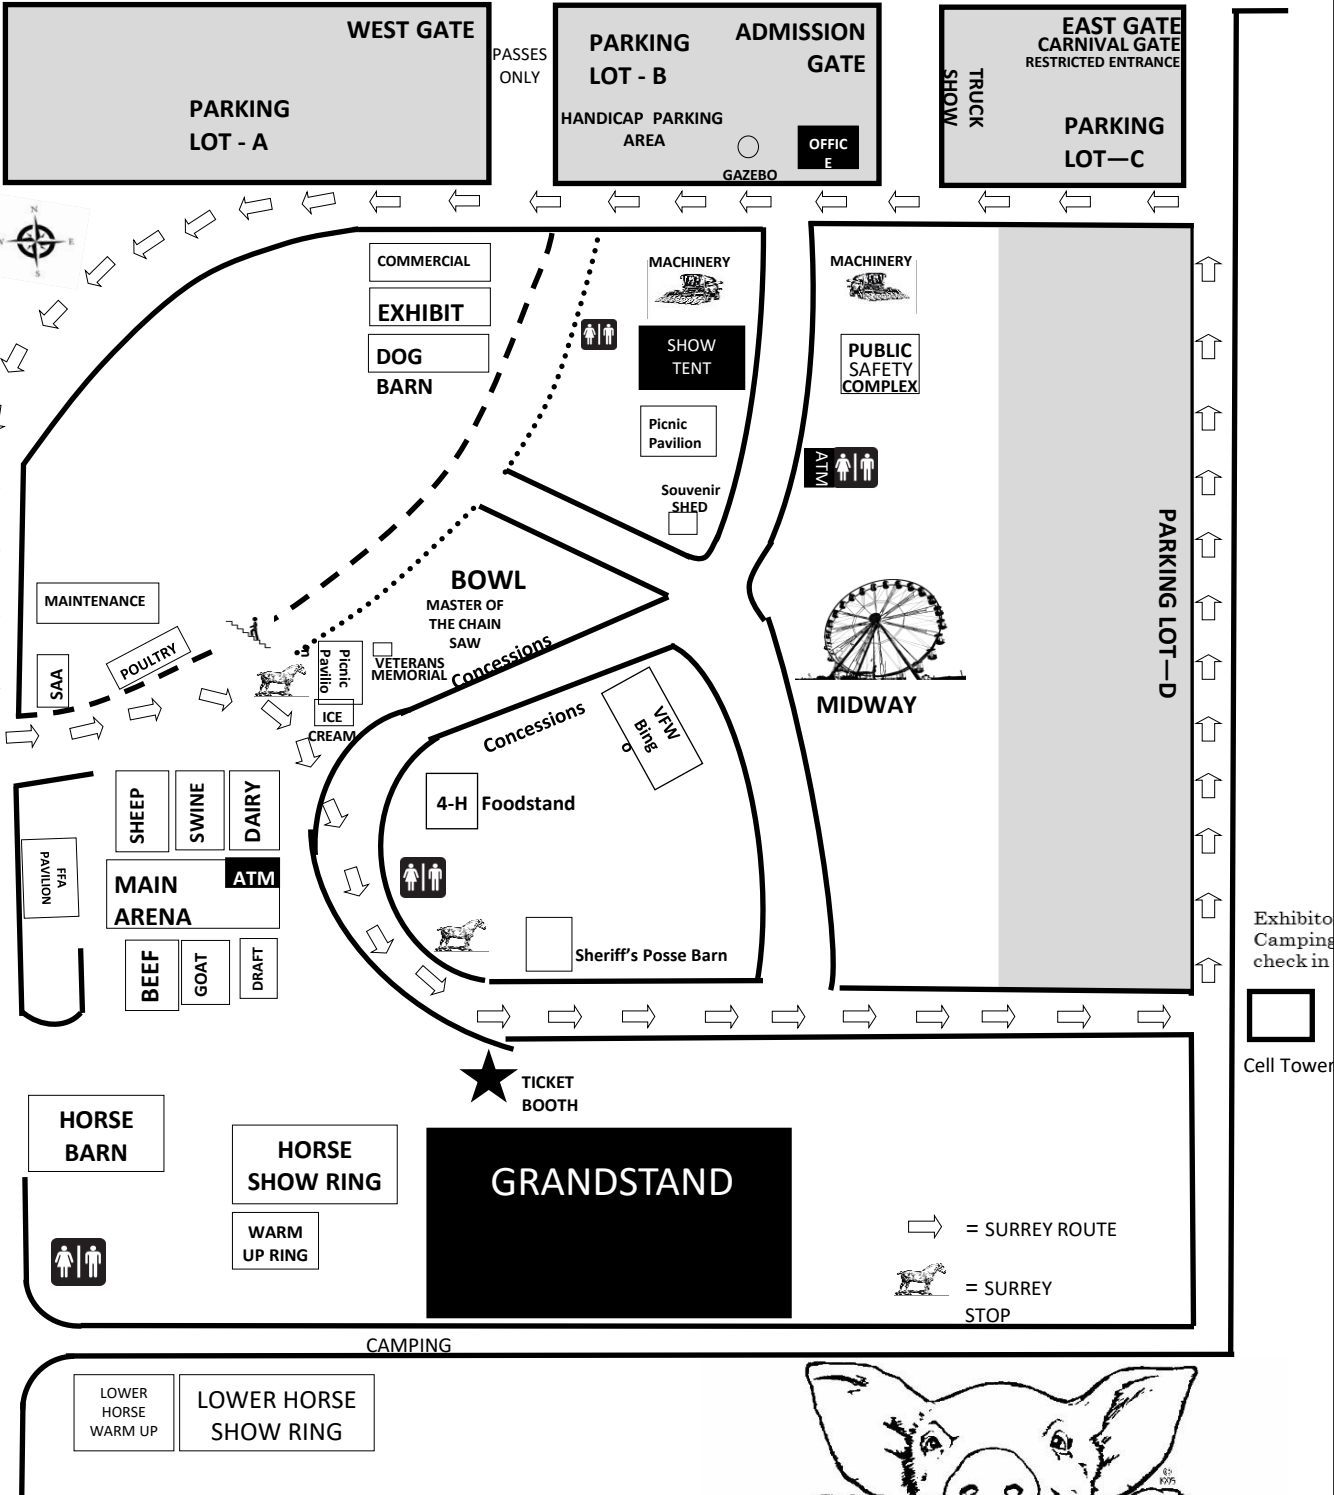 WEST GATE
PARKING
LOT - A
PASSES
ONLY
PARKING
LOT - B
ADMISSION
GATE
HANDICAP PARKING
AREA
GAZEBO
OFFIC
E
EAST GATE
CARNIVAL GATE
RESTRICTED ENTRANCE
TRUCK
SHOW
PARKING
LOT—C
N
E
S
W
COMMERCIAL
EXHIBIT
DOG
BARN
MACHINERY
SHOW
TENT
Picnic
Pavilion
Souvenir
SHED
MACHINERY
PUBLIC
SAFETY
COMPLEX
ATM
PARKING LOT—D
MIDWAY
BOWL
MASTER OF
THE CHAIN
SAW
Concessions
VETERANS
MEMORIAL
Picnic
Pavilio
n
ICE
CREAM
MAINTENANCE
POULTRY
SAA
Concessions
VFW
Bing
o
4-H Foodstand
SHEEP
SWINE
DAIRY
FFA
PAVILION
MAIN
ARENA
ATM
BEEF
GOAT
DRAFT
Sheriff's Posse Barn
Exhibito
Camping
check in
Cell Tower
TICKET
BOOTH
HORSE
BARN
HORSE
SHOW RING
WARM
UP RING
GRANDSTAND
= SURREY ROUTE
= SURREY
STOP
CAMPING
LOWER
HORSE
WARM UP
LOWER HORSE
SHOW RING
1995